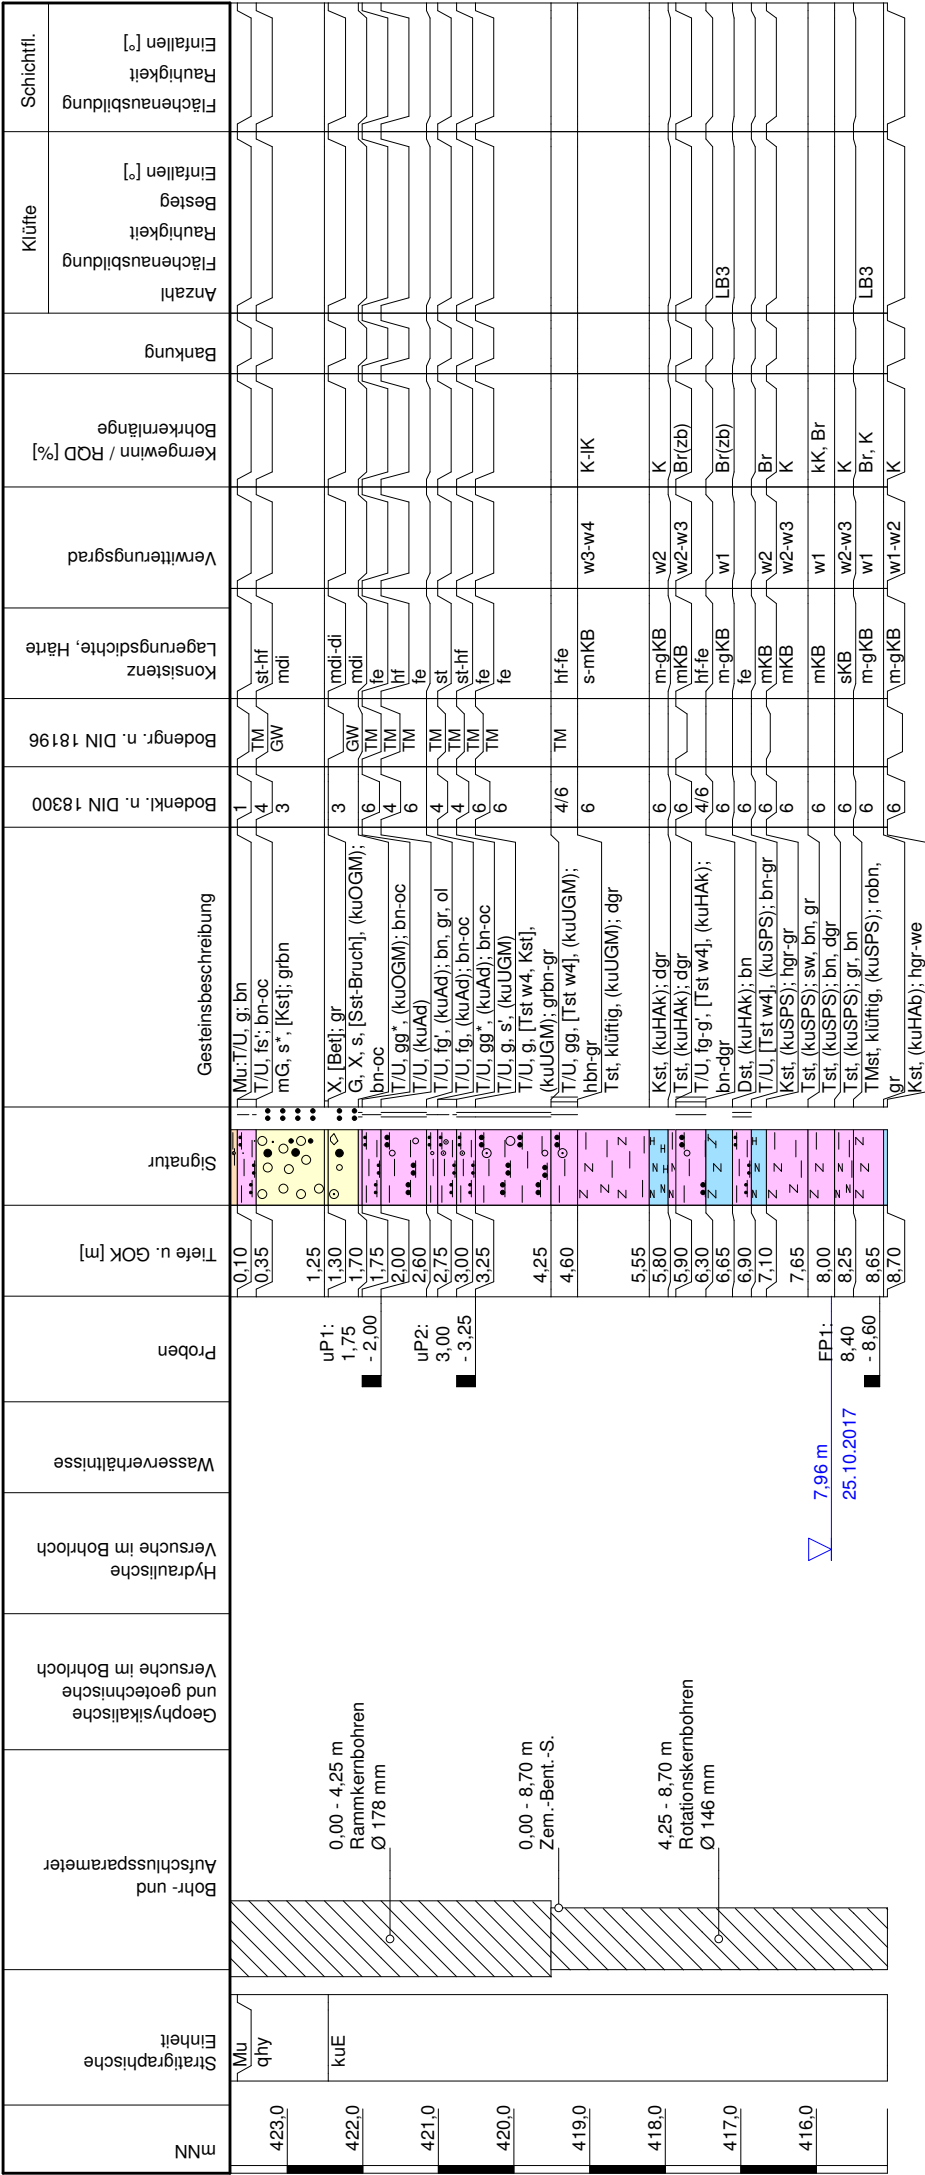 mNN
Stratigraphische
Einheit
Bohr- und
Aufschlussparameter
Geophysikalische
und geotechnische
Versuche im Bohrloch
Hydraulische
Versuche im Bohrloch
Wasserverhältnisse
Proben
Tiefe u. GOK [m]
Signatur
Gesteinsbeschreibung
Bodenkl. n. DIN 18300
Bodengr. n. DIN 18196
Konsistenz
Lagerungsdichte, Härte
Verwitterungsgrad
Kerngewinn / RQD [%]
Bohrkernlänge
Bankung
Klüfte
Anzahl
Flächenausbildung
Rauhigkeit
Besteg
Einfallen [°]
Schichtfl.
Flächenausbildung
Rauhigkeit
Einfallen [°]
423,0
422,0
421,0
420,0
419,0
418,0
417,0
416,0
Mu
qhy
kuE
0,00 - 4,25 m
Rammkernbohren
Ø 178 mm
0,00 - 8,70 m
Zem.-Bent.-S.
4,25 - 8,70 m
Rotationskernbohren
Ø 146 mm
7,96 m
25.10.2017
uP1:
1,75
- 2,00
uP2:
3,00
- 3,25
FP1:
8,40
- 8,60
0,10
0,35
1,25
1,30
1,70
1,75
2,00
2,60
2,75
3,00
3,25
4,25
4,60
5,55
5,80
5,90
6,30
6,65
6,90
7,10
7,65
8,00
8,25
8,65
8,70
Mu:T/U, g; bn
T/U, fs'; bn-oc
mG, s*, [Kst]; grbn
X, [Bet]; gr
G, X, s, [Sst-Bruch], (kuOGM);
bn-oc
T/U, gg*, (kuOGM); bn-oc
T/U, (kuAd)
T/U, fg', (kuAd); bn, gr, ol
T/U, fg, (kuAd); bn-oc
T/U, gg*, (kuAd); bn-oc
T/U, g, s', (kuUGM)
T/U, g, [Tst w4, Kst],
(kuUGM); grbn-gr
T/U, gg, [Tst w4], (kuUGM);
hbn-gr
Tst, klüftig, (kuUGM); dgr
Kst, (kuHAk); dgr
Tst, (kuHAk); dgr
T/U, fg-g', [Tst w4], (kuHAk);
bn-dgr
Dst, (kuHAk); bn
T/U, [Tst w4], (kuSPS); bn-gr
Kst, (kuSPS); hgr-gr
Tst, (kuSPS); sw, bn, gr
Tst, (kuSPS); bn, dgr
Tst, (kuSPS); gr, bn
TMst, klüftig, (kuSPS); robn,
gr
Kst, (kuHAb); hgr-we
1
4
3
3
6
4
6
4
4
6
6
4/6
6
6
6
4/6
6
6
6
6
6
6
6
6
TM
GW
GW
TM
TM
TM
TM
TM
TM
TM
TM
st-hf
mdi
mdi-di
mdi
fe
hf
fe
st
st-hf
fe
fe
hf-fe
s-mKB
m-gKB
mKB
hf-fe
m-gKB
fe
mKB
mKB
mKB
sKB
m-gKB
m-gKB
w3-w4
w2
w2-w3
w1
w2
w2-w3
w1
w2-w3
w1
w1-w2
K-lK
K
Br(zb)
Br(zb)
Br
K
kK, Br
K
Br, K
K
LB3
LB3